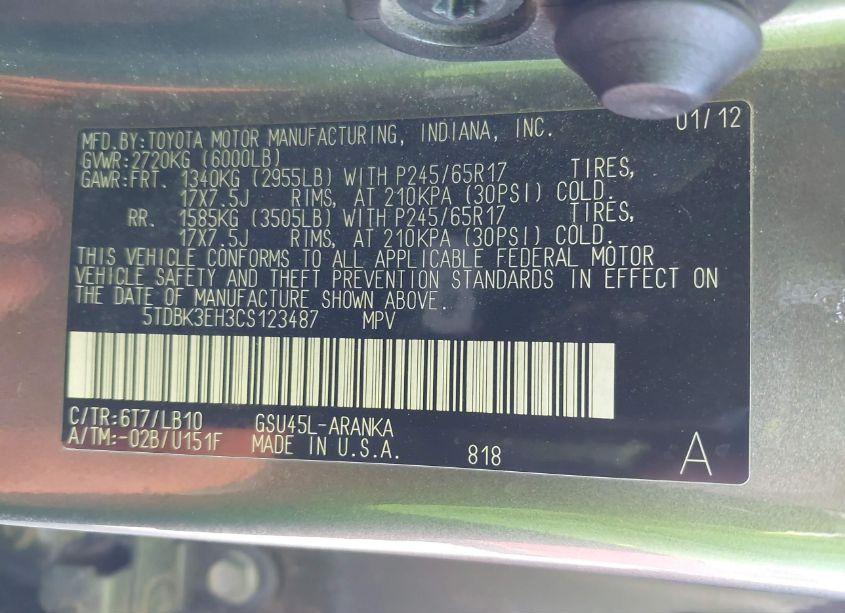 MFD.BY:TOYOTA MOTOR MANUFACTURING, INDIANA, INC. 01/12
GVWR:2720KG (6000LB)
GAWR:FRT. 1340KG (2955LB) WITH P245/65R17 TIRES,
17X7.5J RIMS, AT 210KPA (30PSI) COLD.
RR. 1585KG (3505LB) WITH P245/65R17 TIRES,
17X7.5J RIMS, AT 210KPA (30PSI) COLD.
THIS VEHICLE CONFORMS TO ALL APPLICABLE FEDERAL MOTOR
VEHICLE SAFETY AND THEFT PREVENTION STANDARDS IN EFFECT ON
THE DATE OF MANUFACTURE SHOWN ABOVE.
5TDBK3EH3CS123487 MPV
C/TR:6T7/LB10 GSU45L-ARANKA
A/TM:-02B/U151F MADE IN U.S.A. 818 A